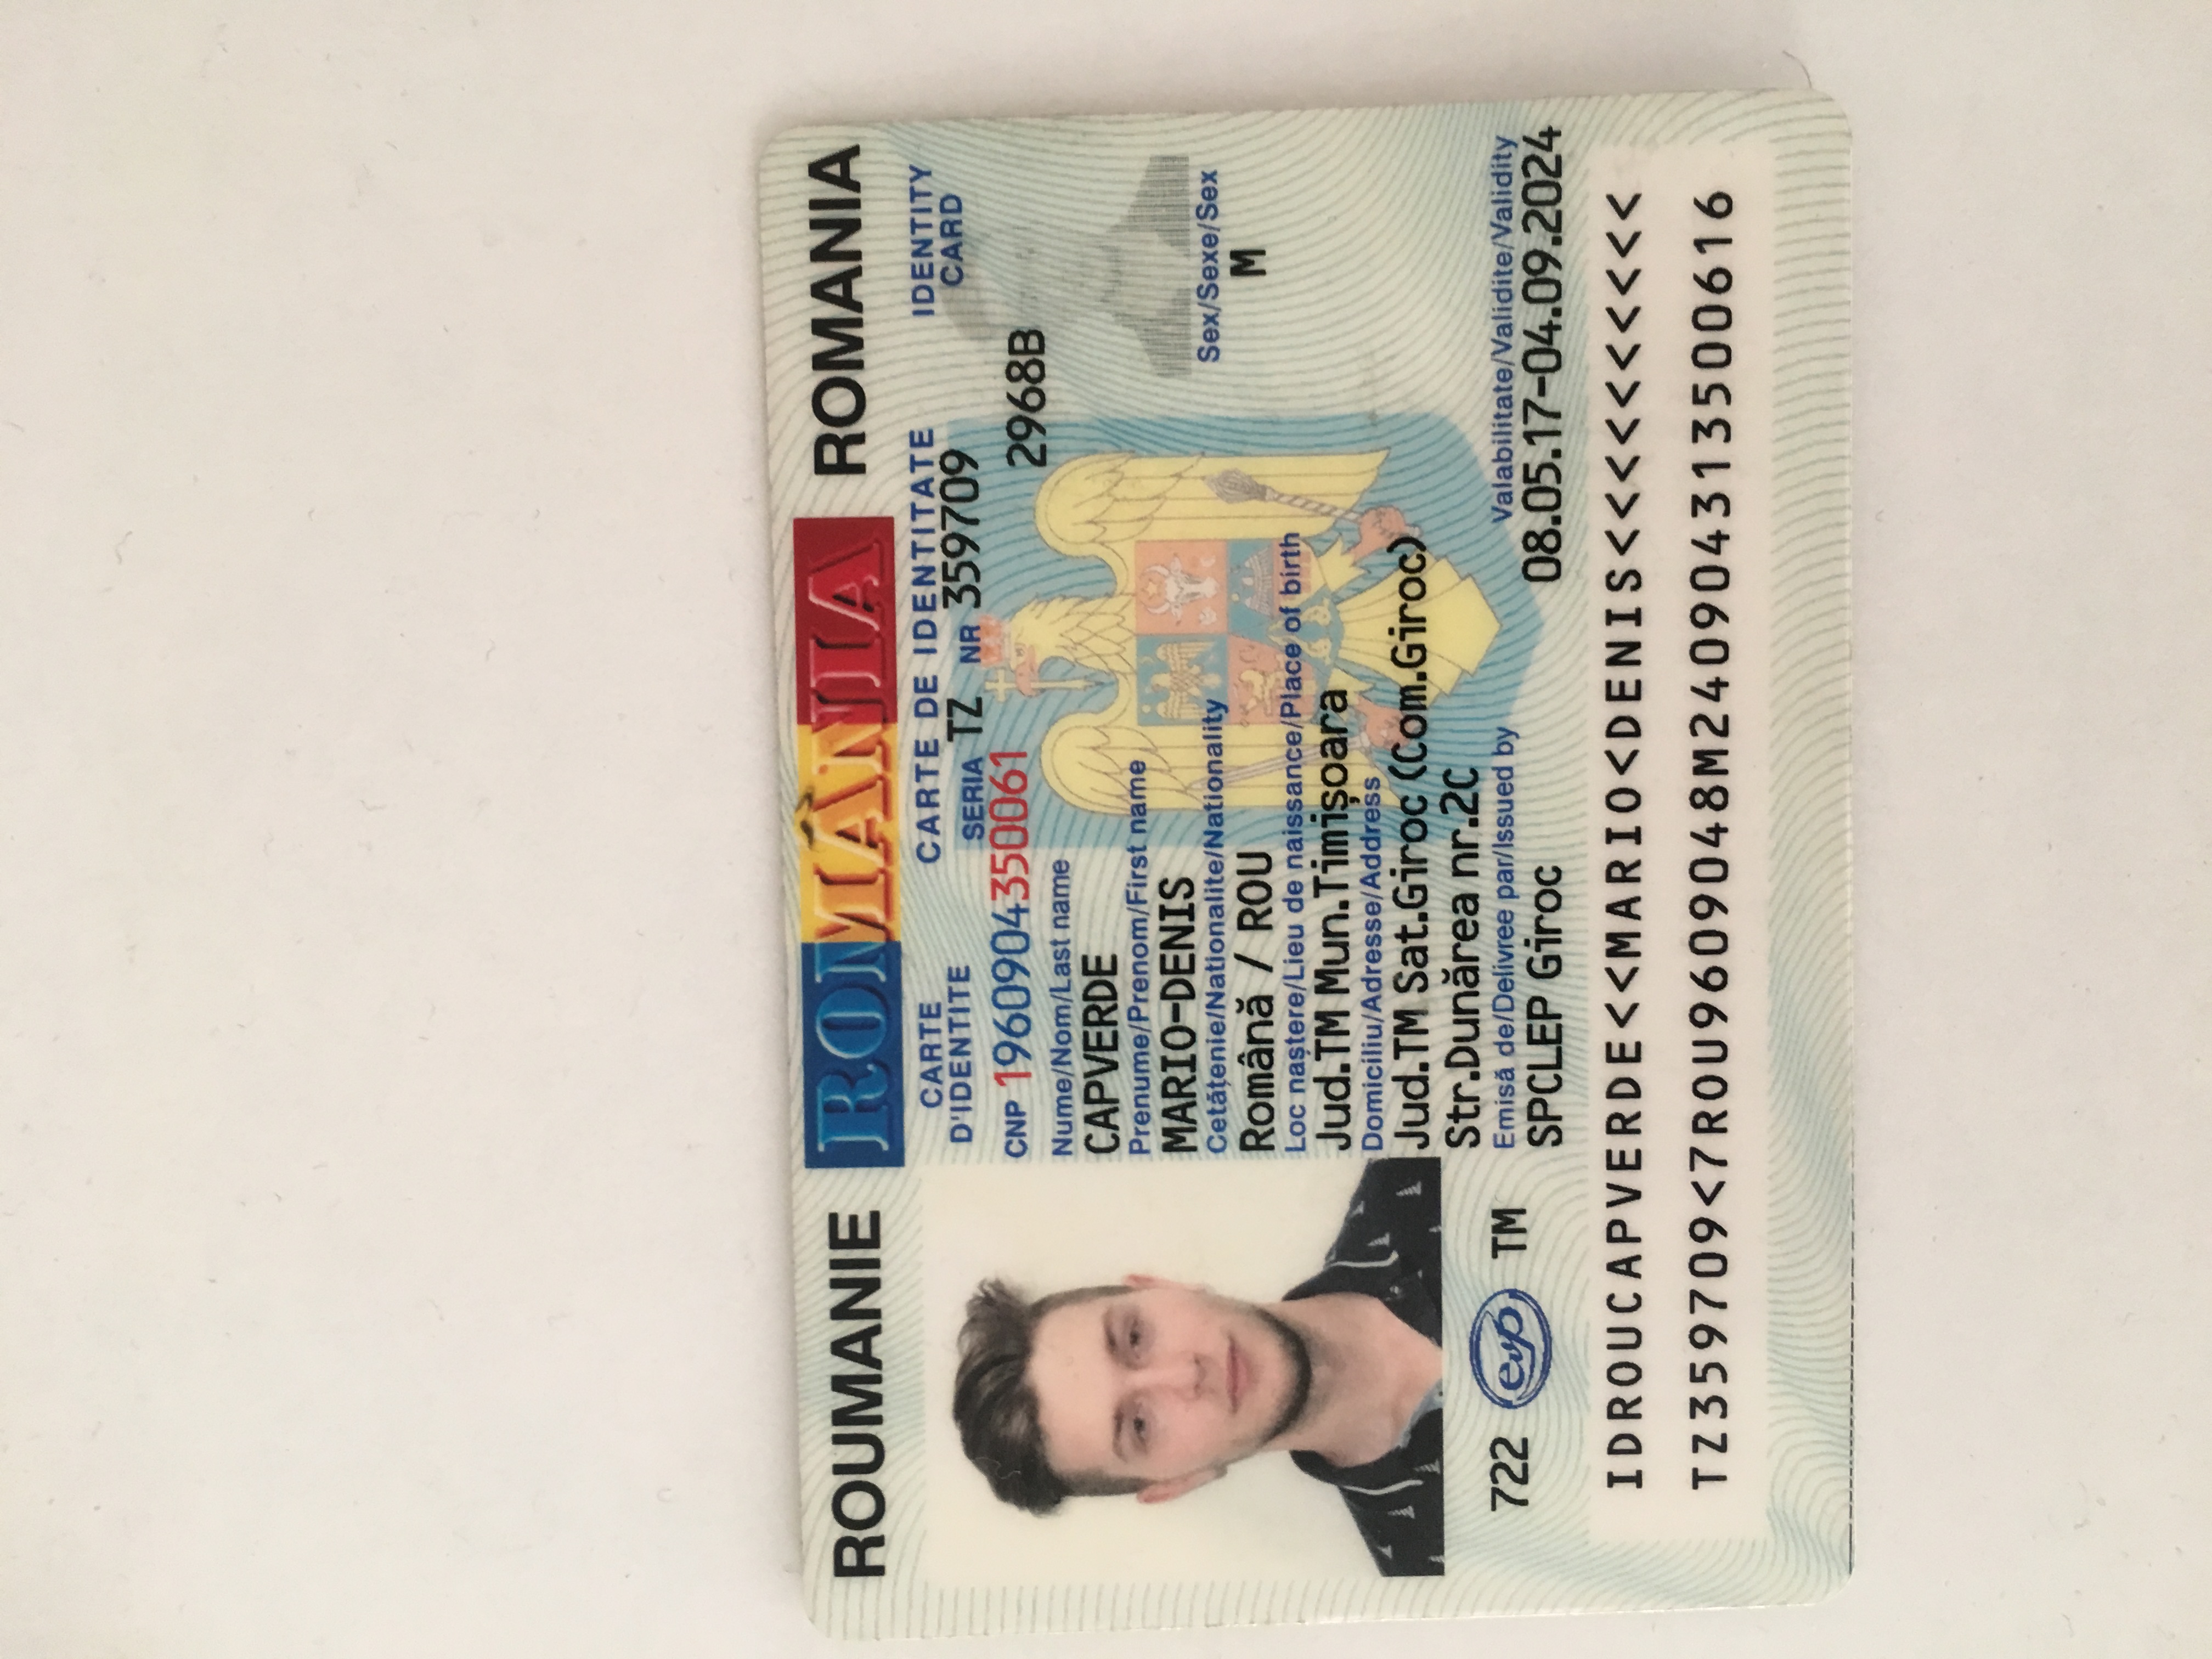 ROUMANIE ROMÂNIA ROMANIA
CARTE D'IDENTITE
CARTE DE IDENTITATE
IDENTITY CARD
SERIA TZ NR 359709
CNP 1960904350061
2968B
Nume/Nom/Last name
CAPVERDE
Prenume/Prenom/First name
MARIO-DENIS
Cetățenie/Nationalite/Nationality
Română / ROU
Sex/Sexe/Sex
M
Loc naștere/Lieu de naissance/Place of birth
Jud.TM Mun.Timișoara
Domiciliu/Adresse/Address
Jud.TM Sat.Giroc (Com.Giroc)
Str.Dunărea nr.2C
722 evp TM
Emisă de/Delivree par/Issued by
SPCLEP Giroc
Valabilitate/Validite/Validity
08.05.17-04.09.2024
IDROUCAPVERDE<<MARIO<DENIS<<<<<<<<<<
TZ359709<7ROU9609048M240904313500616